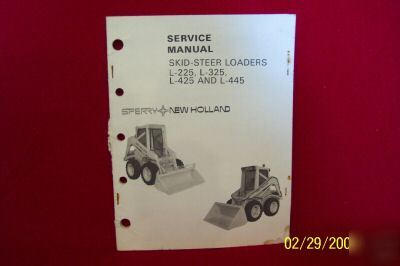 SERVICE
MANUAL
SKID-STEER LOADERS
L-225, L-325,
L-425 AND L-445
SPERRY NEW HOLLAND
02/29/200